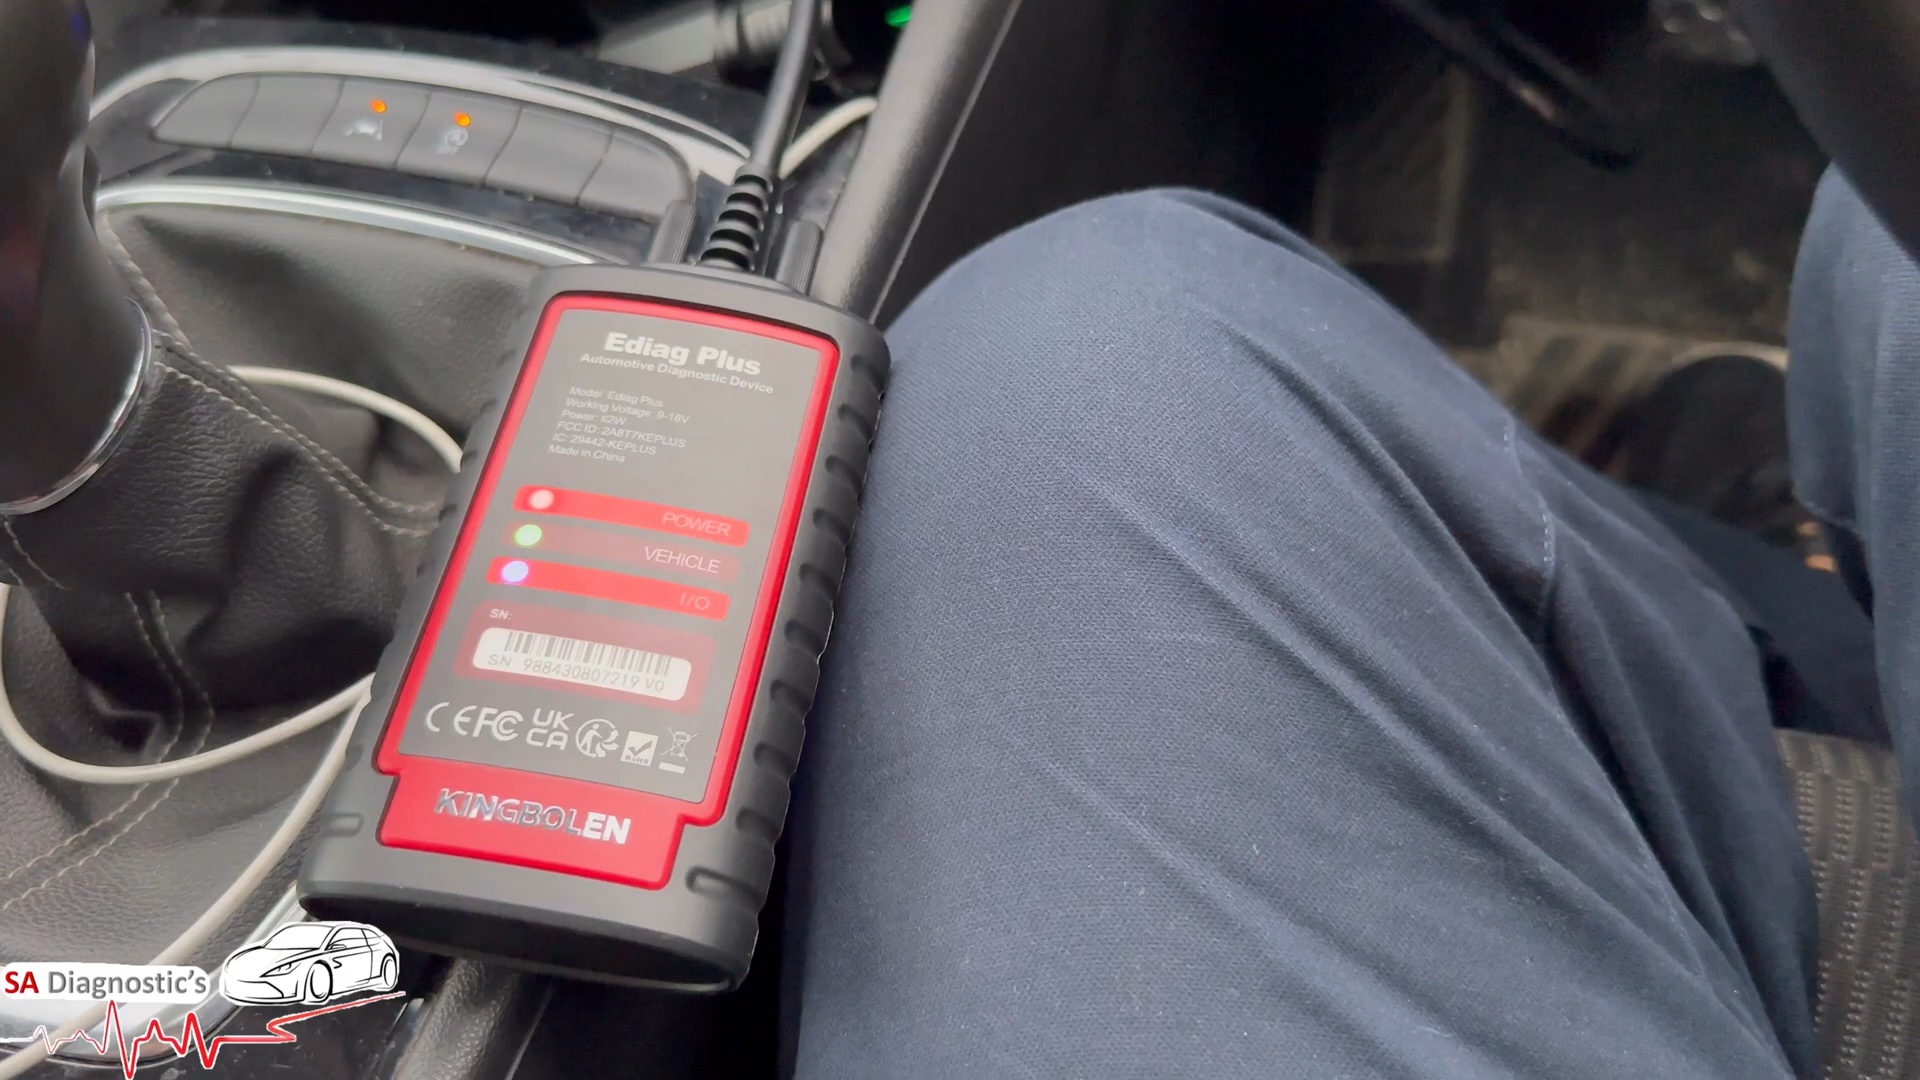 Ediag Plus
Automotive Diagnostic Device
Model: Ediag Plus
Working Voltage: 9-18V
Power: ≤2W
FCC ID: 2A8T7KEPLUS
IC: 29442-KEPLUS
Made in China
POWER
VEHICLE
I/O
SN:
SN 988430807219 V0
CE FC UK CA
RoHS
KINGBOLEN
SA Diagnostic's